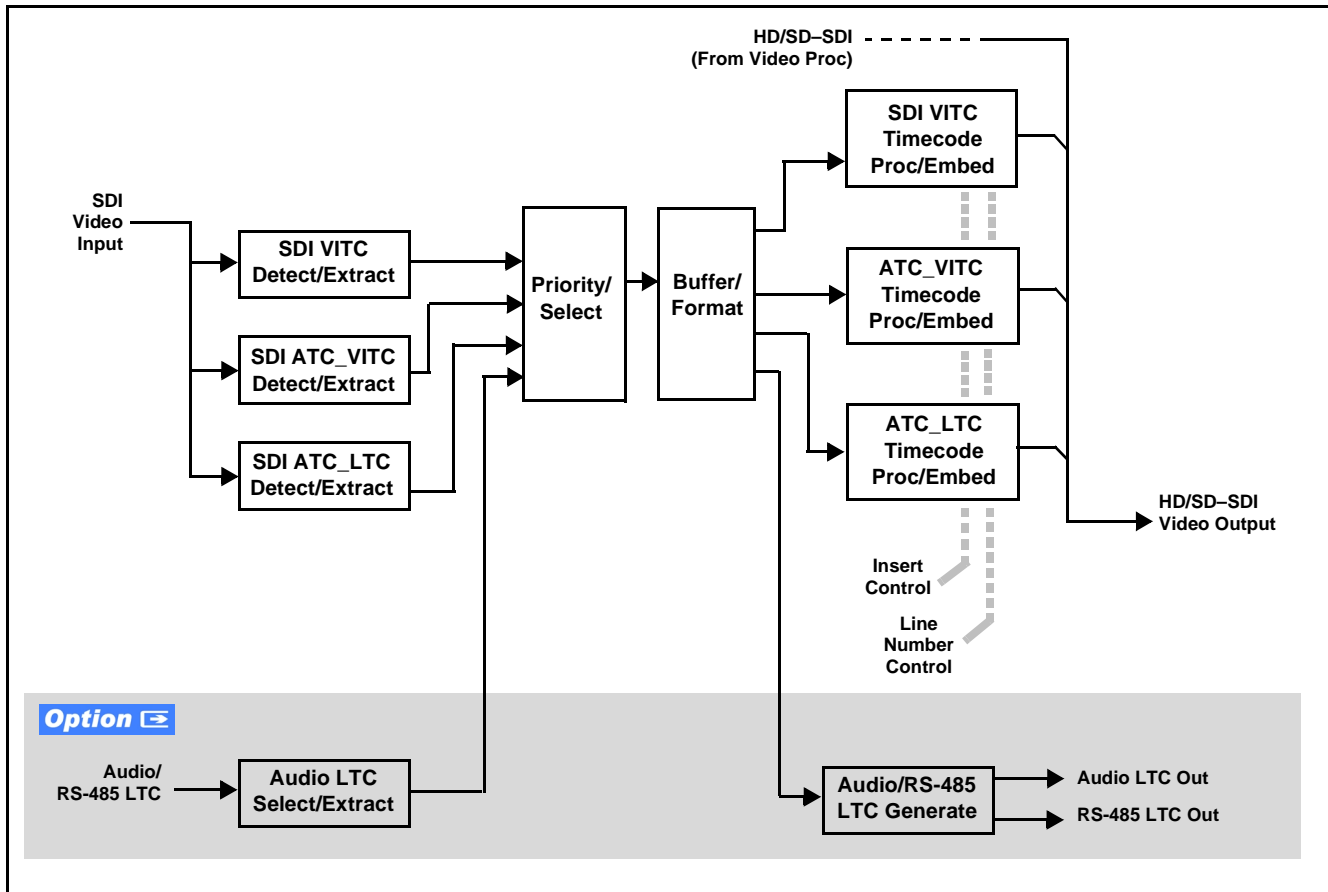 HD/SD–SDI
(From Video Proc)
SDI
Video
Input
SDI VITC
Detect/Extract
SDI ATC_VITC
Detect/Extract
SDI ATC_LTC
Detect/Extract
Priority/
Select
Buffer/
Format
SDI VITC
Timecode
Proc/Embed
ATC_VITC
Timecode
Proc/Embed
ATC_LTC
Timecode
Proc/Embed
HD/SD–SDI
Video Output
Insert
Control
Line
Number
Control
Option
Audio/
RS-485 LTC
Audio LTC
Select/Extract
Audio/RS-485
LTC Generate
Audio LTC Out
RS-485 LTC Out